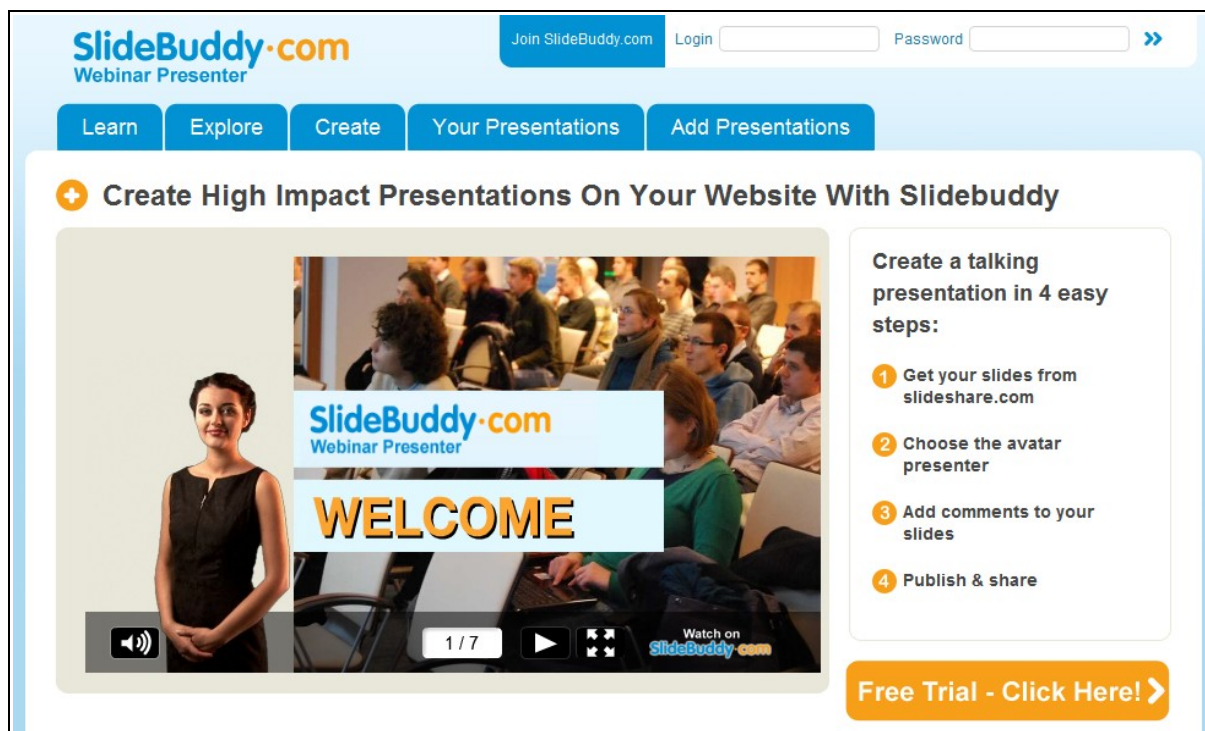 SlideBuddy·com
Webinar Presenter
Join SlideBuddy.com
Login
Password
Learn
Explore
Create
Your Presentations
Add Presentations
Create High Impact Presentations On Your Website With Slidebuddy
SlideBuddy·com
Webinar Presenter
WELCOME
1 / 7
Watch on
SlideBuddy·com
Create a talking
presentation in 4 easy
steps:
1 Get your slides from
slideshare.com
2 Choose the avatar
presenter
3 Add comments to your
slides
4 Publish & share
Free Trial - Click Here!